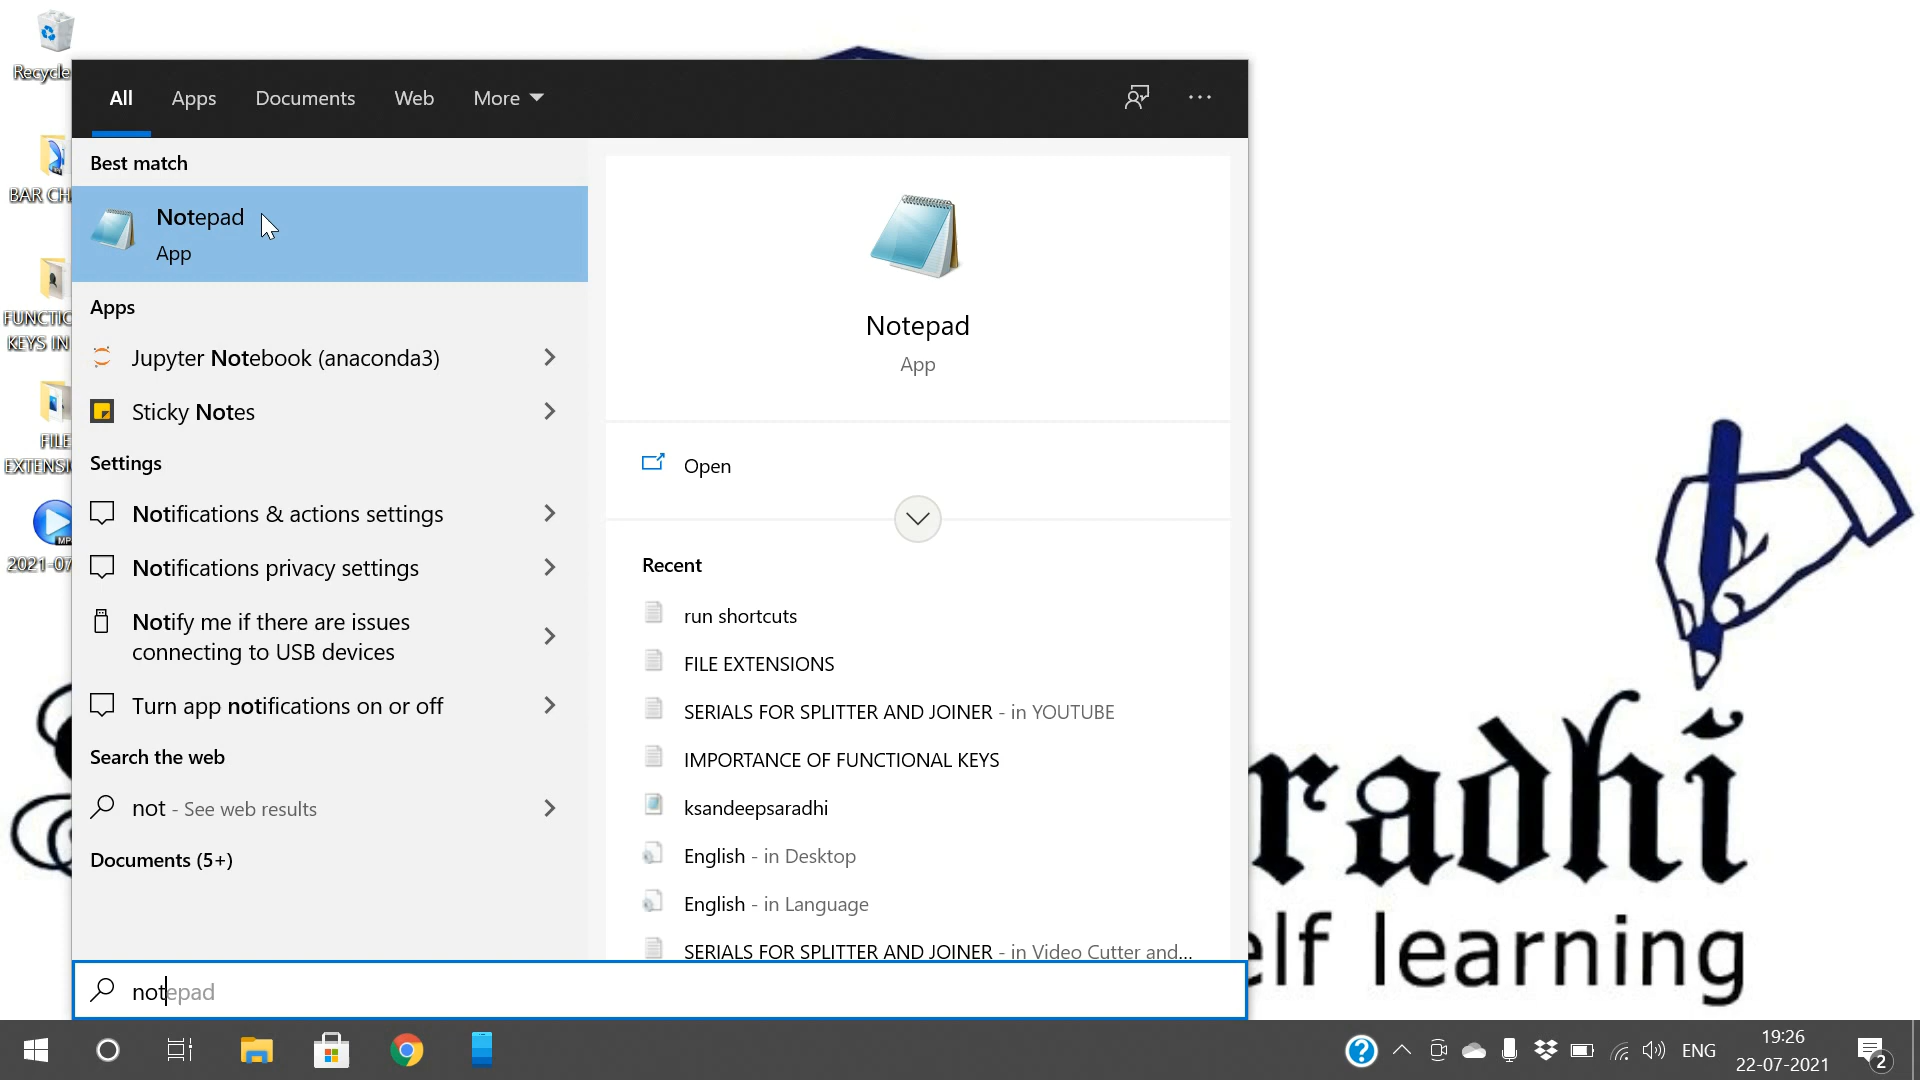 Recycle
BAR CH
FUNCTIO
KEYS IN
FILE
EXTENSI
2021-07
All Apps Documents Web More
Best match
Notepad
App
Apps
Jupyter Notebook (anaconda3)
Sticky Notes
Settings
Notifications & actions settings
Notifications privacy settings
Notify me if there are issues
connecting to USB devices
Turn app notifications on or off
Search the web
not - See web results
Documents (5+)
Notepad
App
Open
Recent
run shortcuts
FILE EXTENSIONS
SERIALS FOR SPLITTER AND JOINER - in YOUTUBE
IMPORTANCE OF FUNCTIONAL KEYS
ksandeepsaradhi
English - in Desktop
English - in Language
SERIALS FOR SPLITTER AND JOINER - in Video Cutter and...
notepad
radhi
elf learning
ENG
19:26
22-07-2021
2